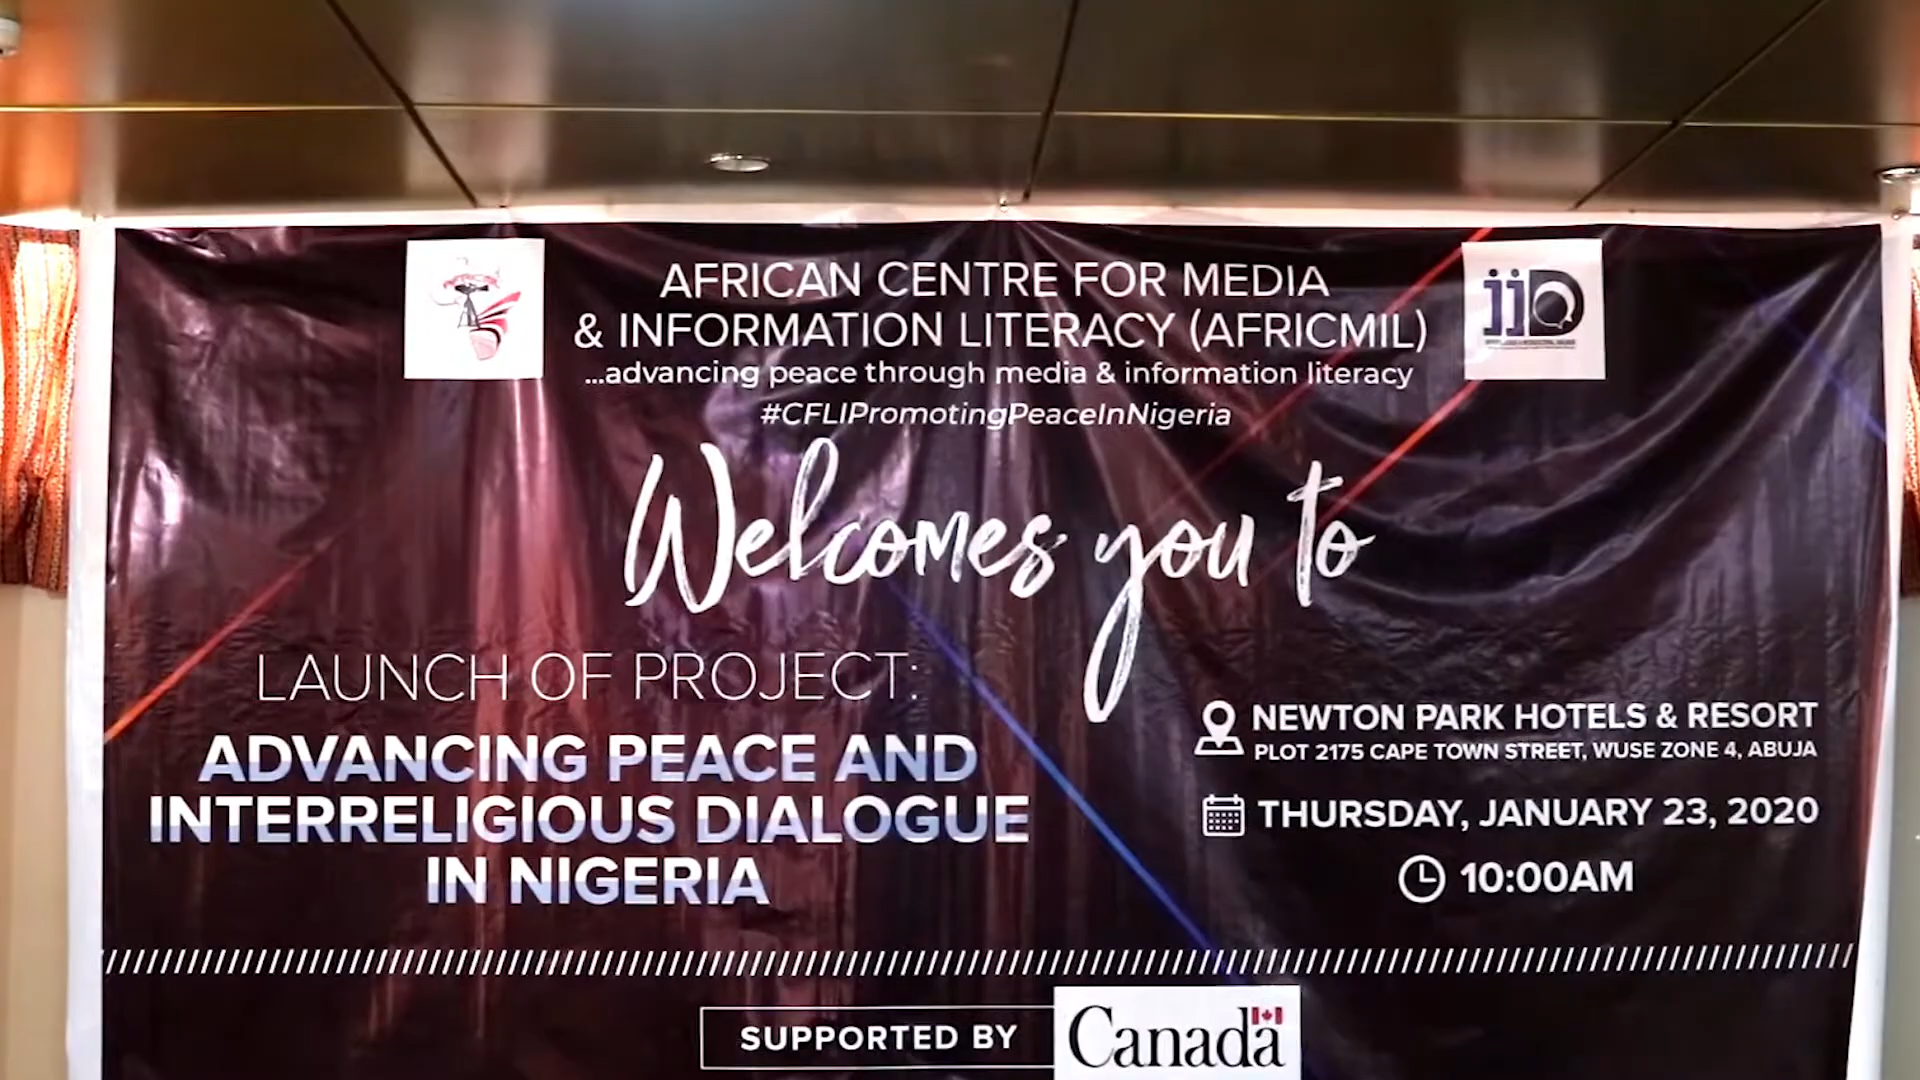 AFRICAN CENTRE FOR MEDIA
& INFORMATION LITERACY (AFRICMIL)
...advancing peace through media & information literacy
#CFLIPromotingPeaceInNigeria
jjD
Welcomes you to
LAUNCH OF PROJECT:
ADVANCING PEACE AND
INTERRELIGIOUS DIALOGUE
IN NIGERIA
NEWTON PARK HOTELS & RESORT
PLOT 2175 CAPE TOWN STREET, WUSE ZONE 4, ABUJA
THURSDAY, JANUARY 23, 2020
10:00AM
SUPPORTED BY
Canada